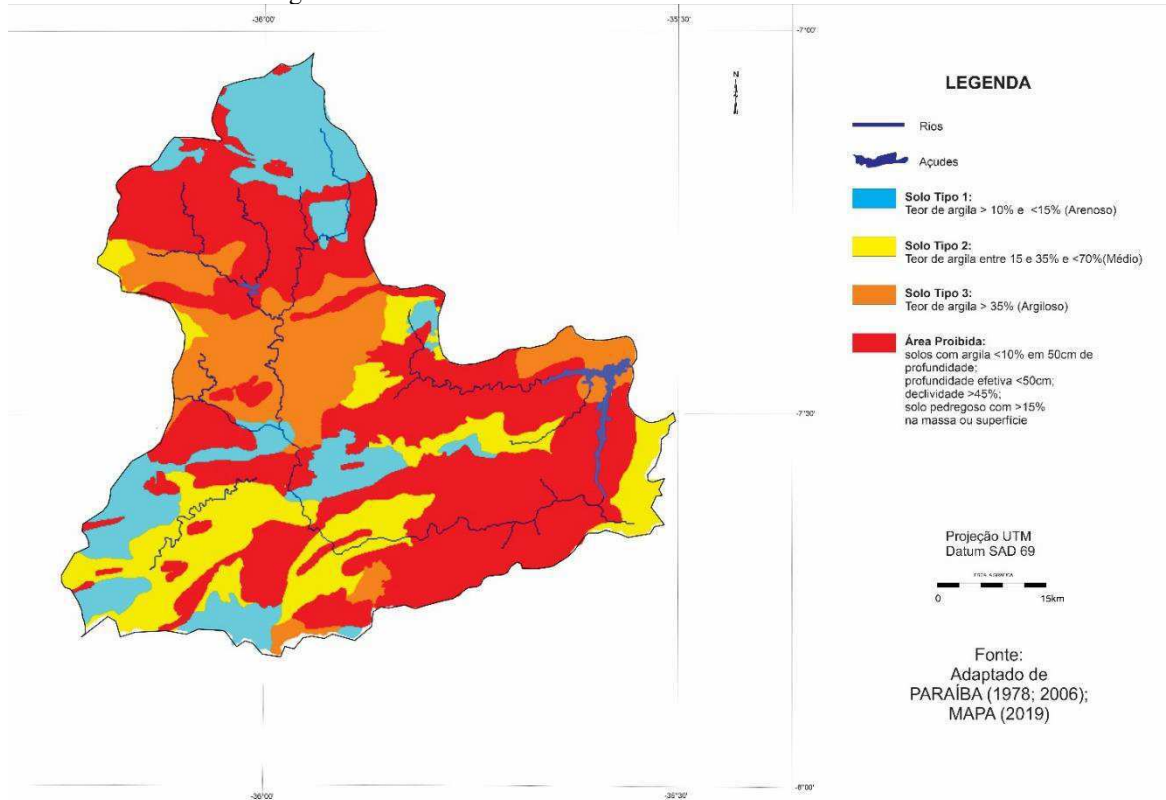 -36°00'
-35°30'
-7°00'
N
LEGENDA
Rios
Açudes
Solo Tipo 1:
Teor de argila > 10% e <15% (Arenoso)
Solo Tipo 2:
Teor de argila entre 15 e 35% e <70%(Médio)
Solo Tipo 3:
Teor de argila > 35% (Argiloso)
Área Proibida:
solos com argila <10% em 50cm de
profundidade;
profundidade efetiva <50cm;
declividade >45%;
solo pedregoso com >15%
na massa ou superfície
-7°30'
Projeção UTM
Datum SAD 69
0 15km
Fonte:
Adaptado de
PARAÍBA (1978; 2006);
MAPA (2019)
-8°00'
-36°00'
-35°30'